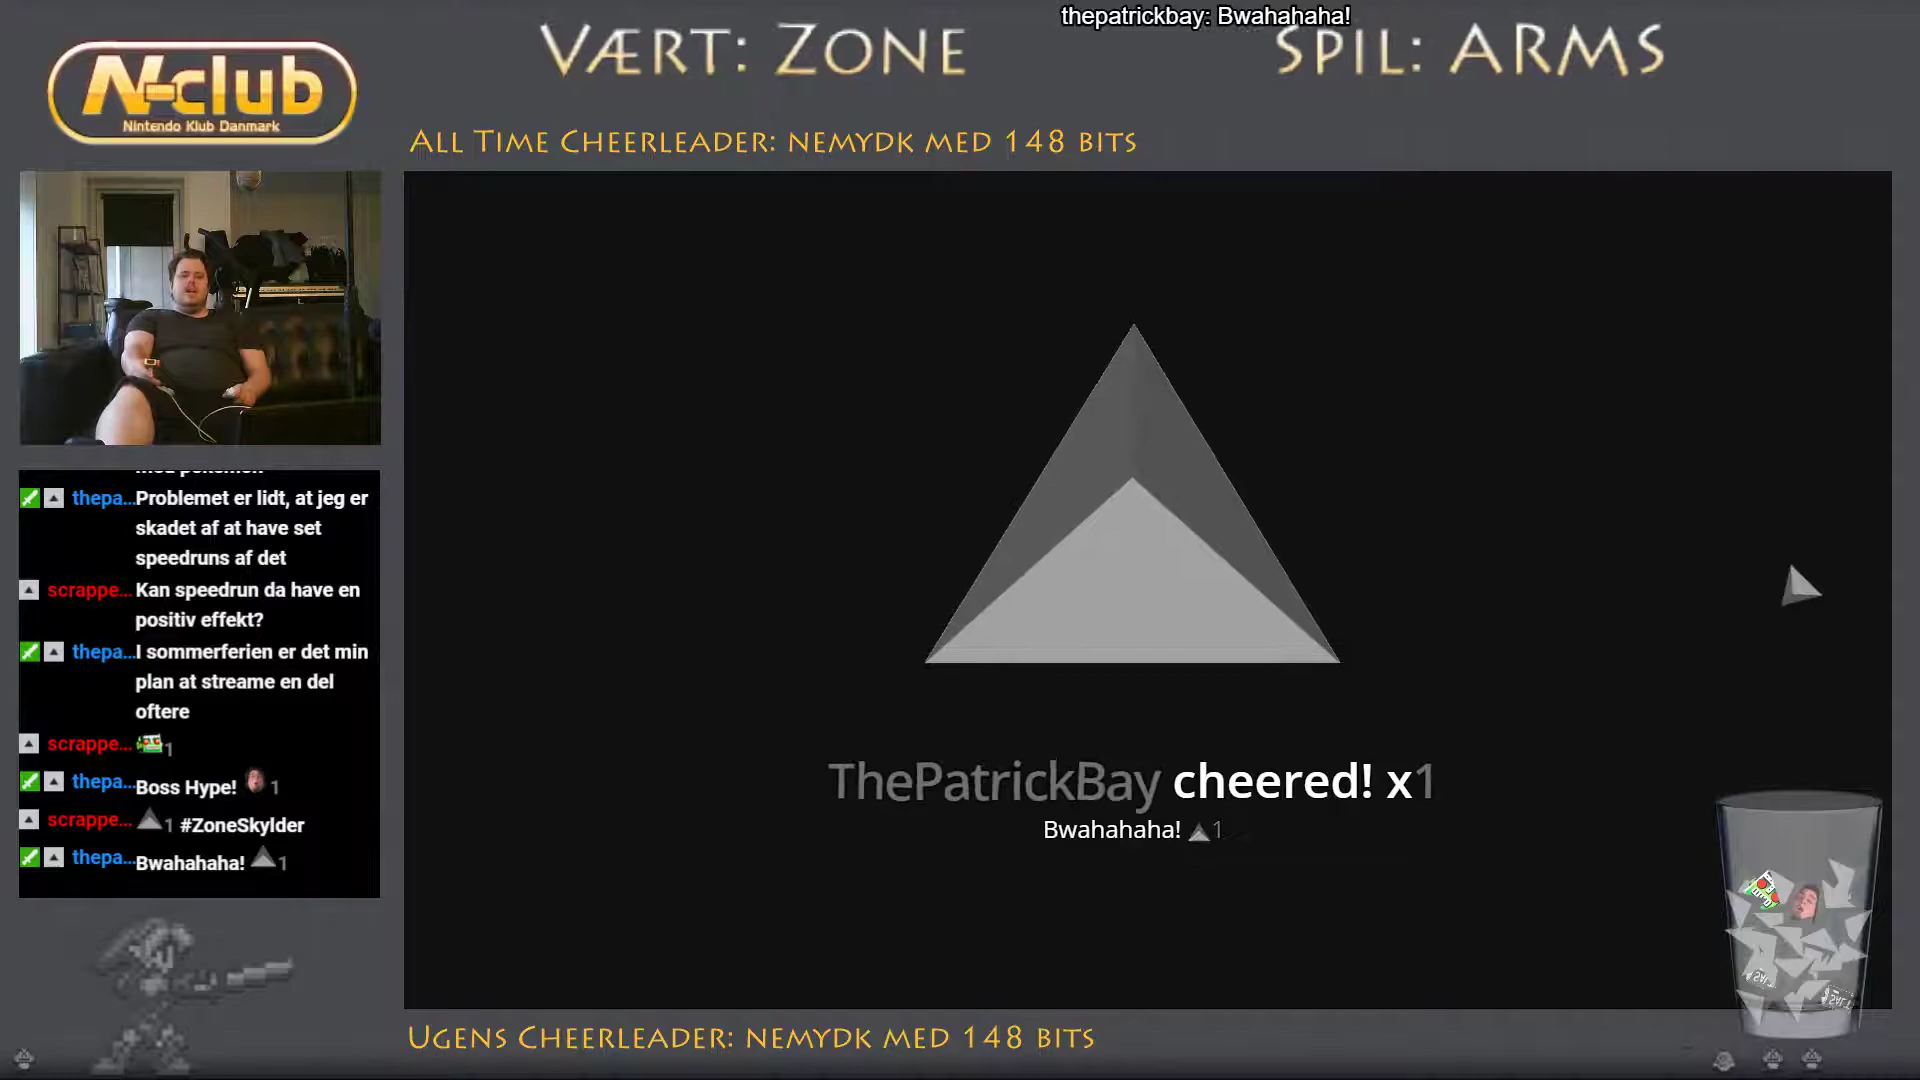 thepatrickbay: Bwahahaha!
VÆRT: ZONE
SPIL: ARMS
N-club
Nintendo Klub Danmark
ALL TIME CHEERLEADER: NEMYDK MED 148 BITS
thepa... Problemet er lidt, at jeg er
skadet af at have set
speedruns af det
scrappe... Kan speedrun da have en
positiv effekt?
thepa... I sommerferien er det min
plan at streame en del
oftere
scrappe... 1
thepa... Boss Hype! 1
scrappe... 1 #ZoneSkylder
thepa... Bwahahaha! 1
ThePatrickBay cheered! x1
Bwahahaha! 1
UGENS CHEERLEADER: NEMYDK MED 148 BITS